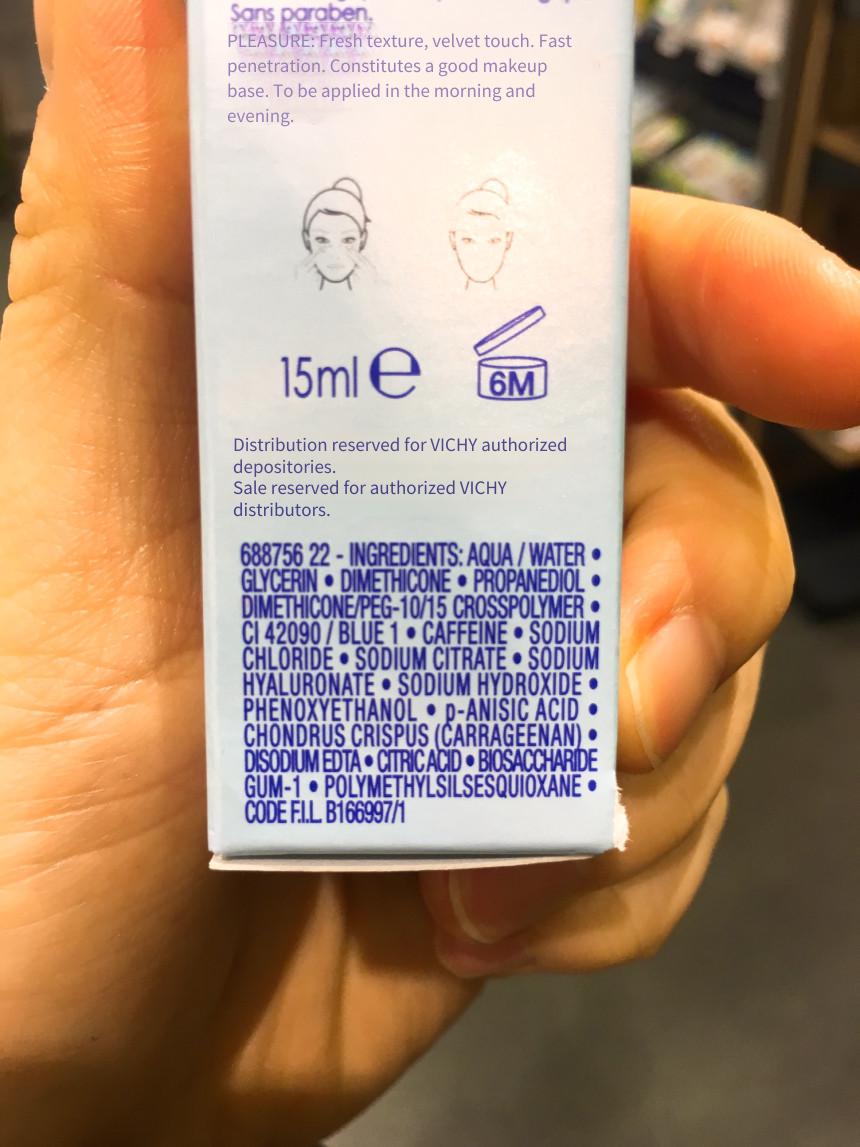 Sans paraben.
PLEASURE: Fresh texture, velvet touch. Fast
penetration. Constitutes a good makeup
base. To be applied in the morning and
evening.
15ml e
6M
Distribution reserved for VICHY authorized
depositories.
Sale reserved for authorized VICHY
distributors.
688756 22 - INGREDIENTS: AQUA / WATER •
GLYCERIN • DIMETHICONE • PROPANEDIOL •
DIMETHICONE/PEG-10/15 CROSSPOLYMER •
CI 42090 / BLUE 1 • CAFFEINE • SODIUM
CHLORIDE • SODIUM CITRATE • SODIUM
HYALURONATE • SODIUM HYDROXIDE •
PHENOXYETHANOL • p-ANISIC ACID •
CHONDRUS CRISPUS (CARRAGEENAN) •
DISODIUM EDTA • CITRIC ACID • BIOSACCHARIDE
GUM-1 • POLYMETHYLSILSESQUIOXANE •
CODE F.I.L. B166997/1